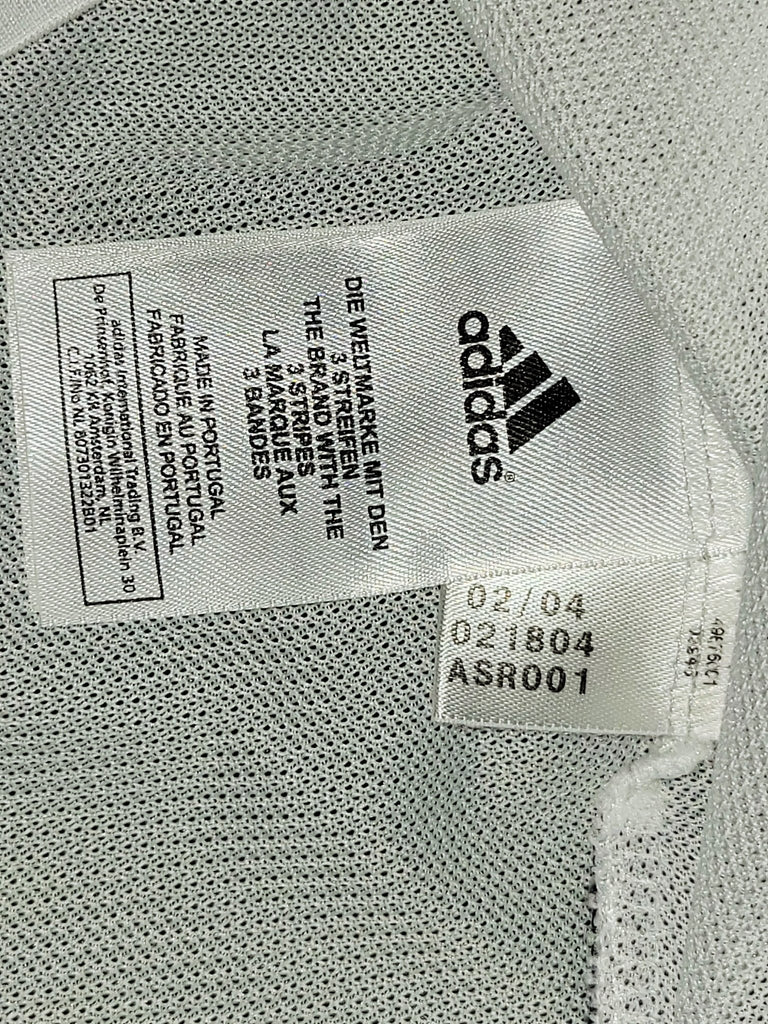 adidas®
DIE WELTMARKE MIT DEN
3 STREIFEN
THE BRAND WITH THE
3 STRIPES
LA MARQUE AUX
3 BANDES
MADE IN PORTUGAL
FABRIQUE AU PORTUGAL
FABRICADO EN PORTUGAL
adidas International Trading B.V.
De Prinsenhof, Koningin Wilhelminaplein 30
1062 KR Amsterdam, NL
C.I.F./No NL 807301322B01
02/04
021804
ASR001